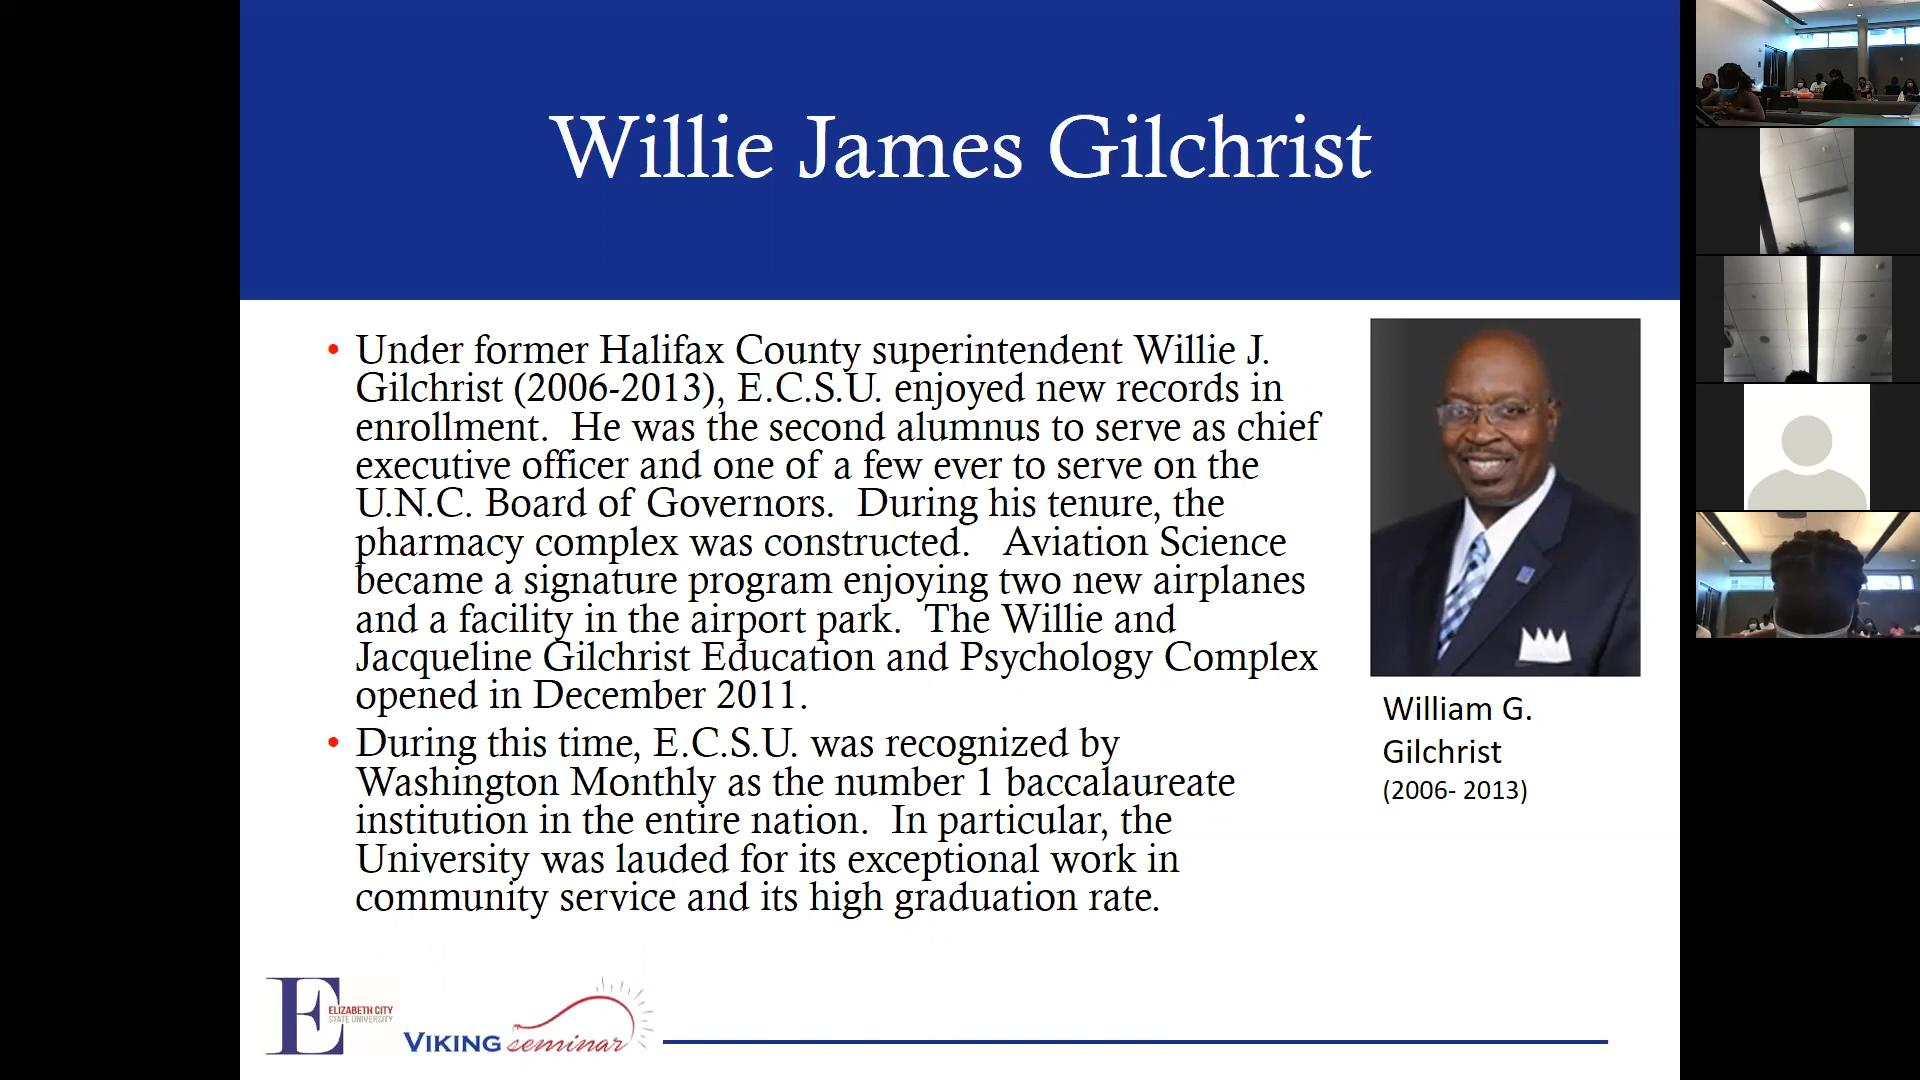 Willie James Gilchrist
• Under former Halifax County superintendent Willie J.
Gilchrist (2006-2013), E.C.S.U. enjoyed new records in
enrollment. He was the second alumnus to serve as chief
executive officer and one of a few ever to serve on the
U.N.C. Board of Governors. During his tenure, the
pharmacy complex was constructed. Aviation Science
became a signature program enjoying two new airplanes
and a facility in the airport park. The Willie and
Jacqueline Gilchrist Education and Psychology Complex
opened in December 2011.
• During this time, E.C.S.U. was recognized by
Washington Monthly as the number 1 baccalaureate
institution in the entire nation. In particular, the
University was lauded for its exceptional work in
community service and its high graduation rate.
William G.
Gilchrist
(2006- 2013)
E
ELIZABETH CITY
STATE UNIVERSITY
VIKING seminar